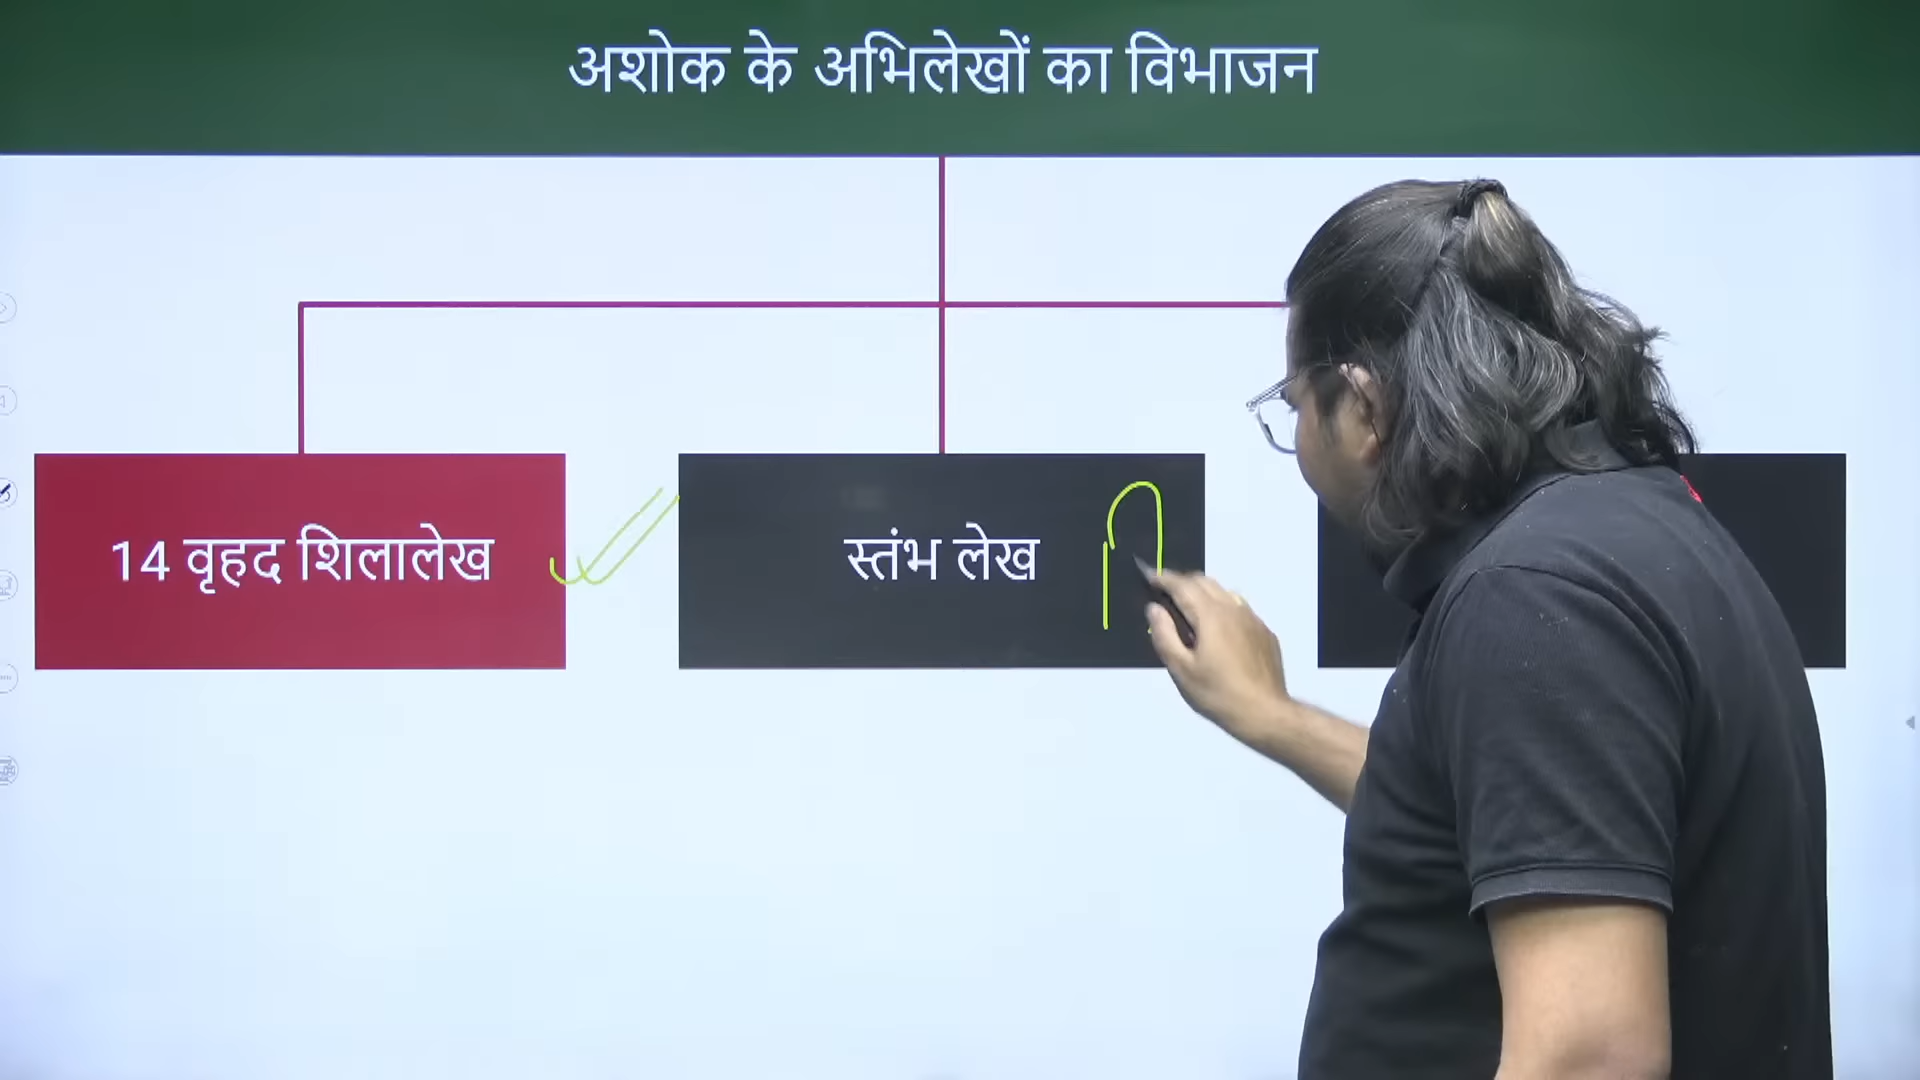 अशोक के अभिलेखों का विभाजन
14 वृहद शिलालेख
स्तंभ लेख